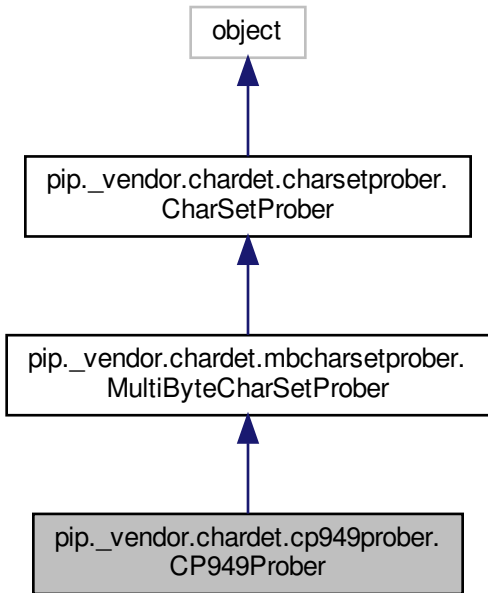 object
pip._vendor.chardet.charsetprober.
CharSetProber
pip._vendor.chardet.mbcharsetprober.
MultiByteCharSetProber
pip._vendor.chardet.cp949prober.
CP949Prober